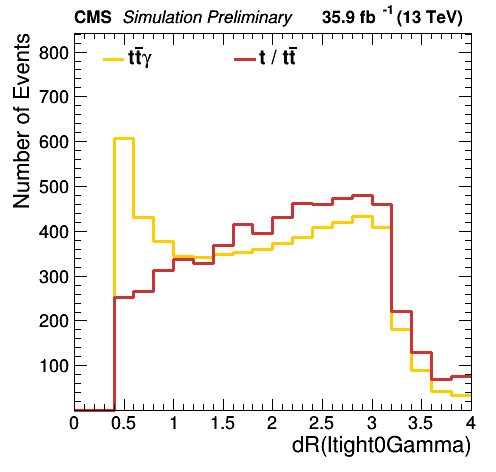 CMS Simulation Preliminary 35.9 fb⁻¹ (13 TeV)
tt̄γ t / tt̄
Number of Events
800
700
600
500
400
300
200
100
0 0.5 1 1.5 2 2.5 3 3.5 4
dR(ltight0Gamma)